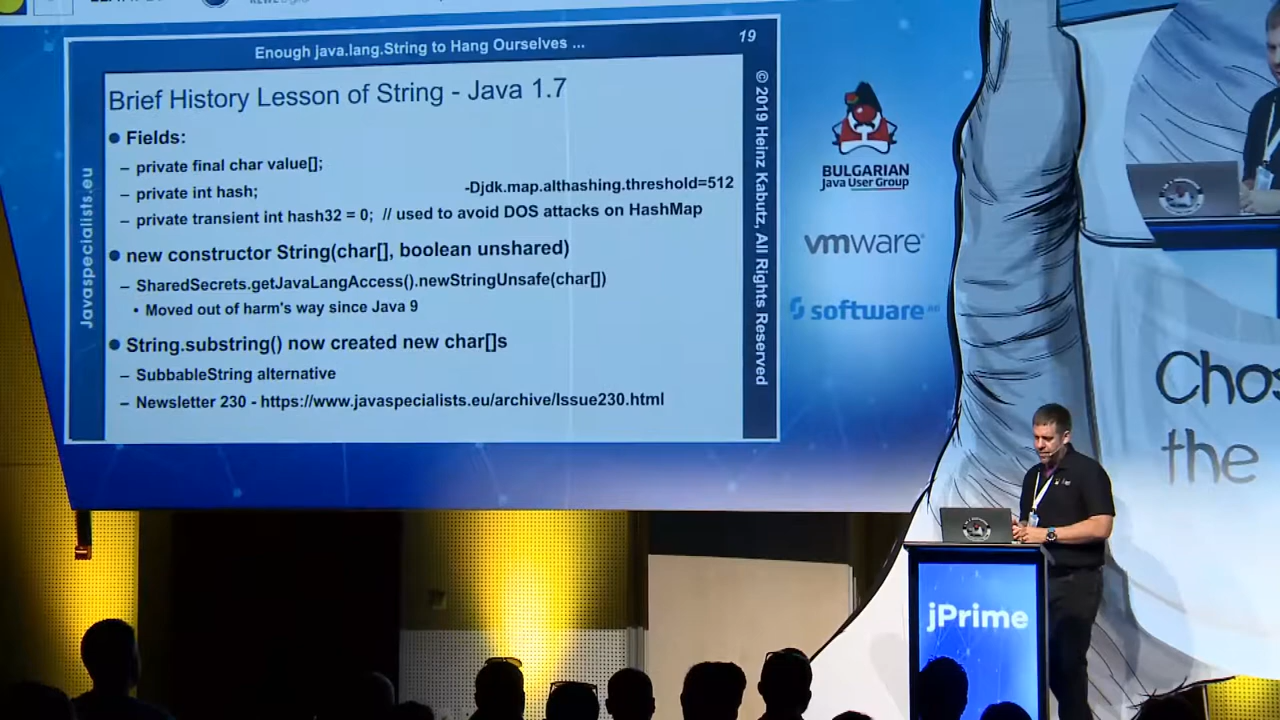 Enough java.lang.String to Hang Ourselves ...
19
Brief History Lesson of String - Java 1.7
● Fields:
– private final char value[];
– private int hash;
-Djdk.map.althashing.threshold=512
– private transient int hash32 = 0; // used to avoid DOS attacks on HashMap
● new constructor String(char[], boolean unshared)
– SharedSecrets.getJavaLangAccess().newStringUnsafe(char[])
• Moved out of harm's way since Java 9
● String.substring() now created new char[]s
– SubbableString alternative
– Newsletter 230 - https://www.javaspecialists.eu/archive/Issue230.html
Javaspecialists.eu
© 2019 Heinz Kabutz, All Rights Reserved
BULGARIAN
Java User Group
vmware®
software AG
Chos
the
jPrime